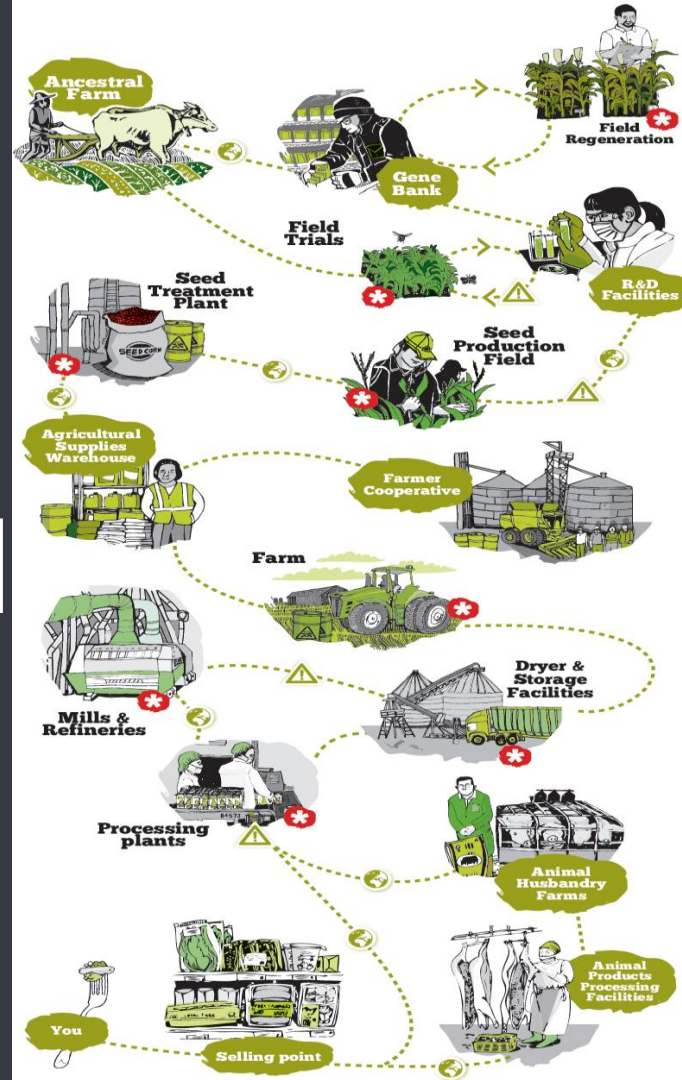 Ancestral
Farm
Field
Regeneration
Gene
Bank
Field
Trials
R&D
Facilities
Seed
Treatment
Plant
SEED CORN
Seed
Production
Field
Agricultural
Supplies
Warehouse
Farmer
Cooperative
Farm
Dryer &
Storage
Facilities
Mills &
Refineries
Processing
plants
Animal
Husbandry
Farms
Animal
Products
Processing
Facilities
You
Selling point